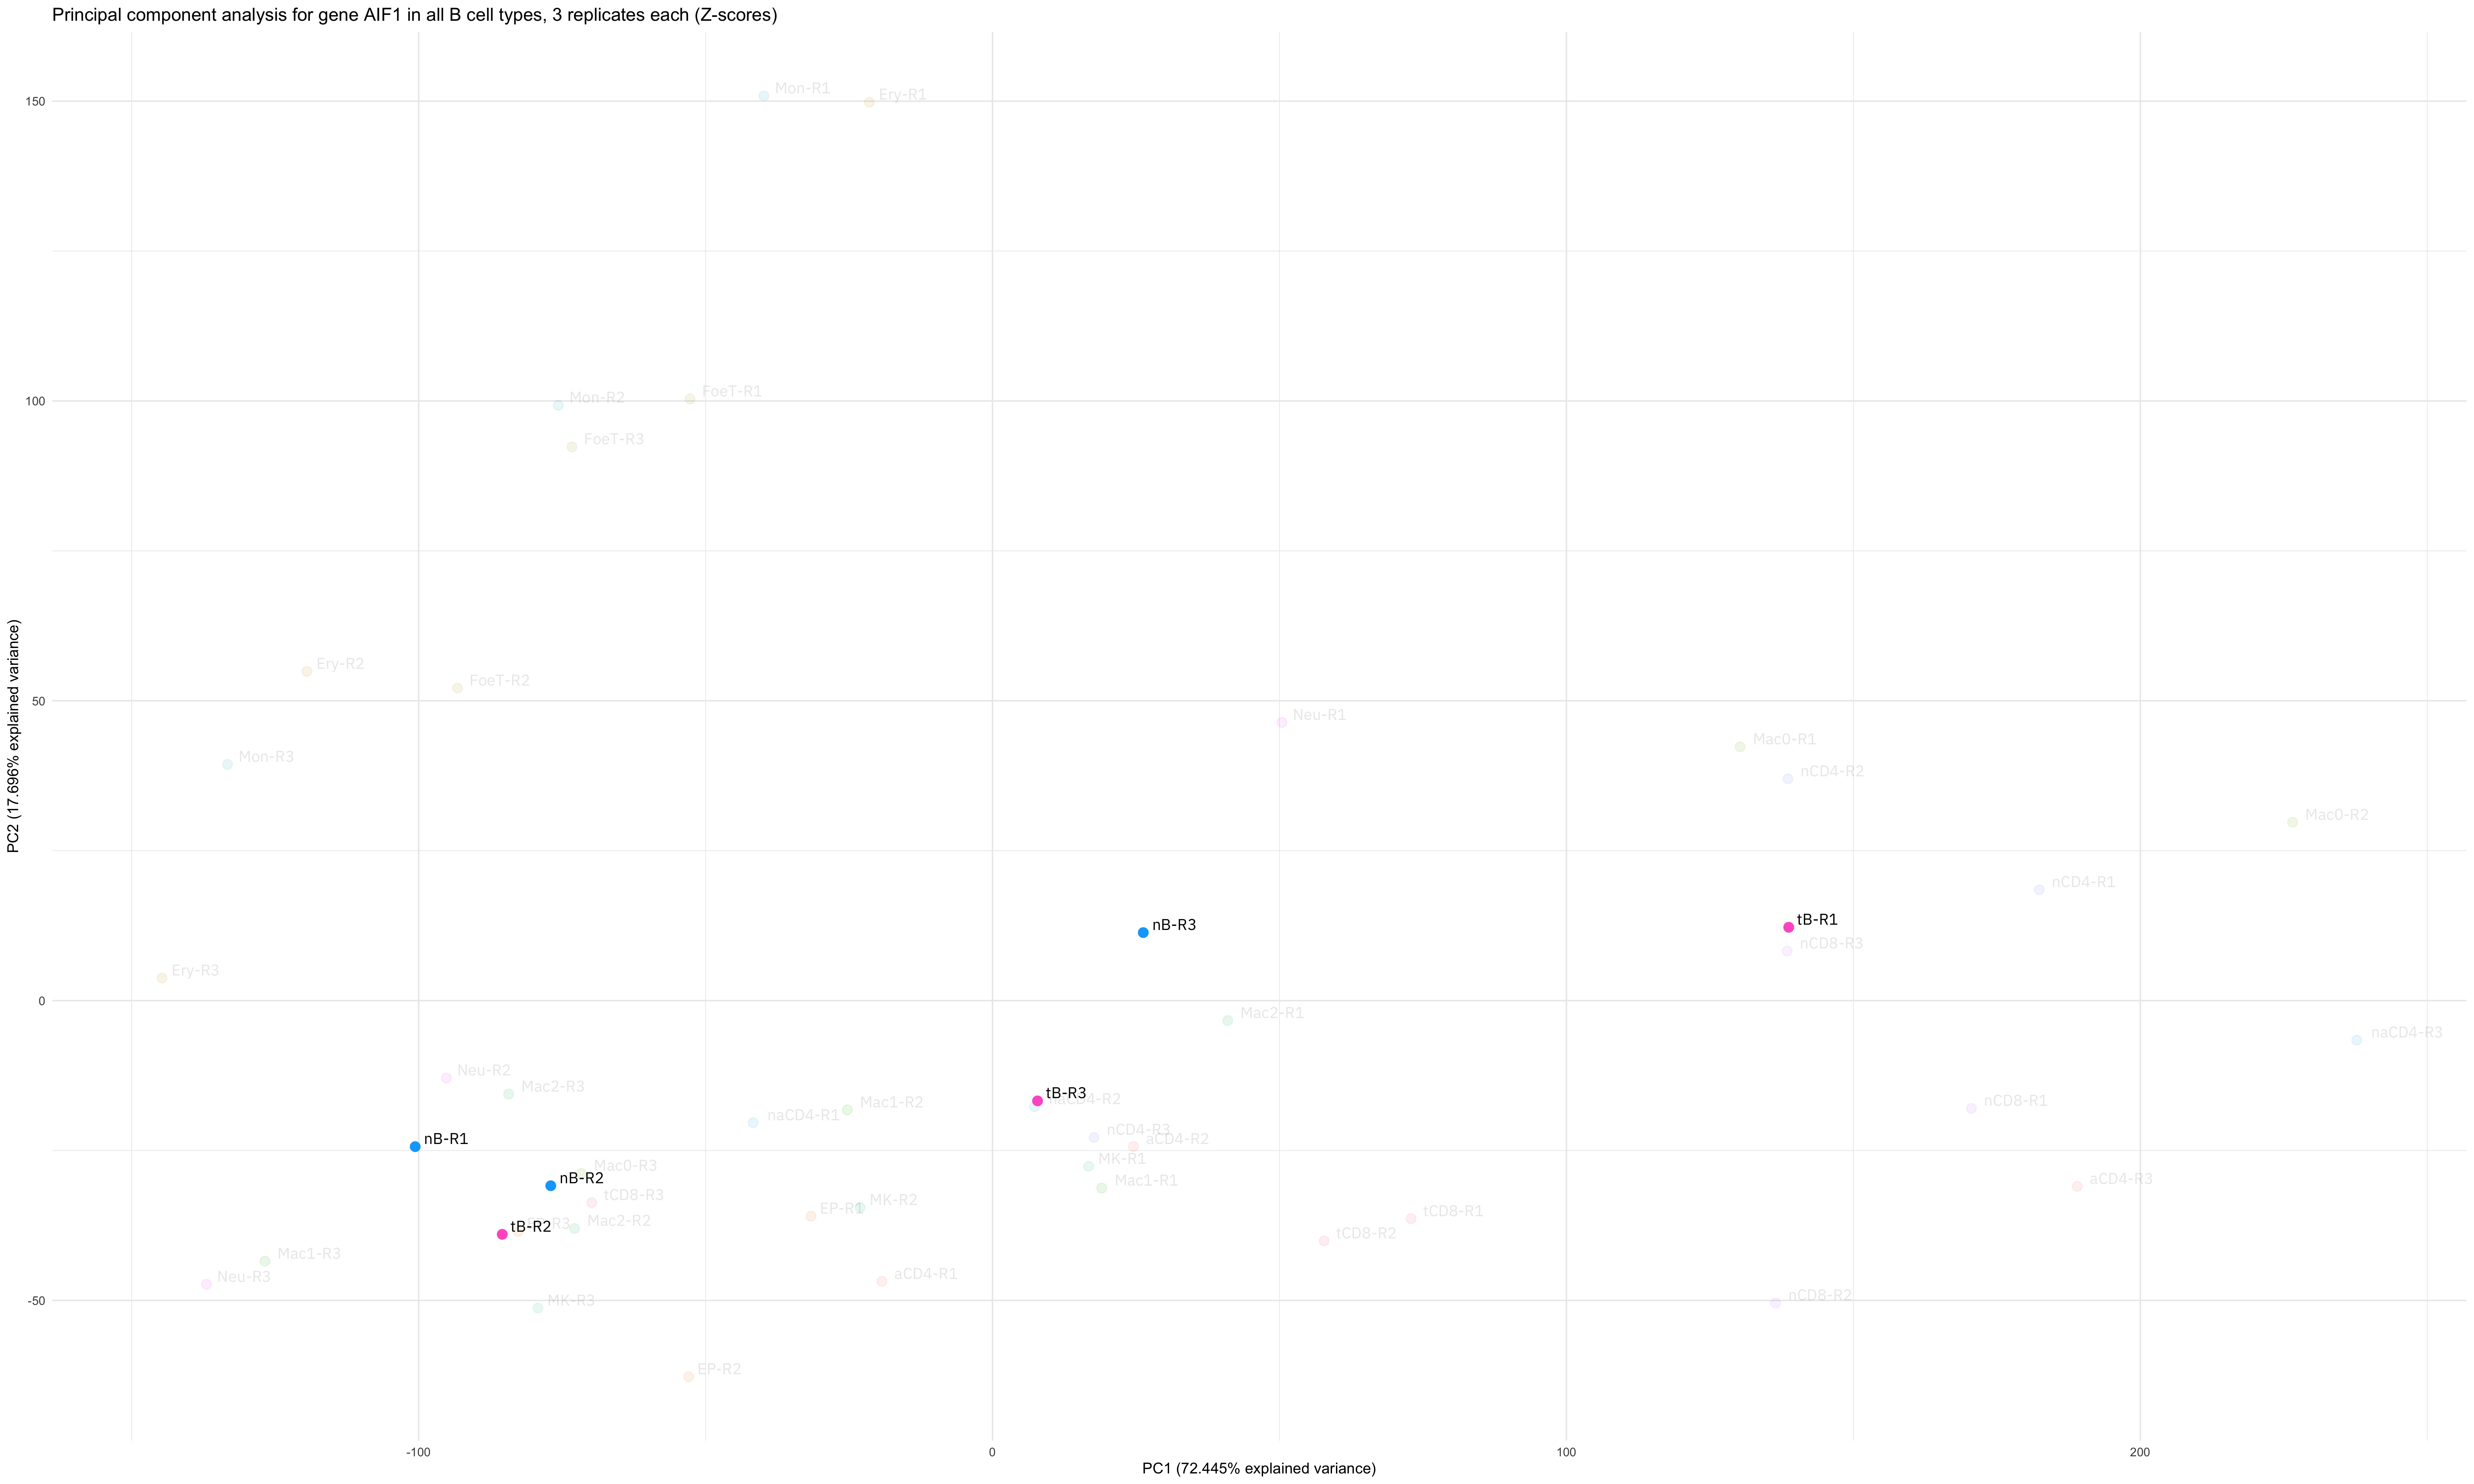 Principal component analysis for gene AIF1 in all B cell types, 3 replicates each (Z-scores)
Mon-R1
Ery-R1
150
FoeT-R1
Mon-R2
100
FoeT-R3
Ery-R2
FoeT-R2
50
Neu-R1
Mac0-R1
Mon-R3
nCD4-R2
Mac0-R2
nCD4-R1
tB-R1
nB-R3
nCD8-R3
Ery-R3
0
Mac2-R1
naCD4-R3
Neu-R2
Mac2-R3
tB-R3
naCD4-R2
nCD8-R1
Mac1-R2
naCD4-R1
nCD4-R3
nB-R1
aCD4-R2
MK-R1
Mac0-R3
nB-R2
aCD4-R3
Mac1-R1
tCD8-R3
MK-R2
EP-R1
tCD8-R1
Mac2-R2
tB-R2
EP-R3
tCD8-R2
Mac1-R3
aCD4-R1
Neu-R3
nCD8-R2
MK-R3
-50
EP-R2
PC2 (17.696% explained variance)
-100
0
100
200
PC1 (72.445% explained variance)